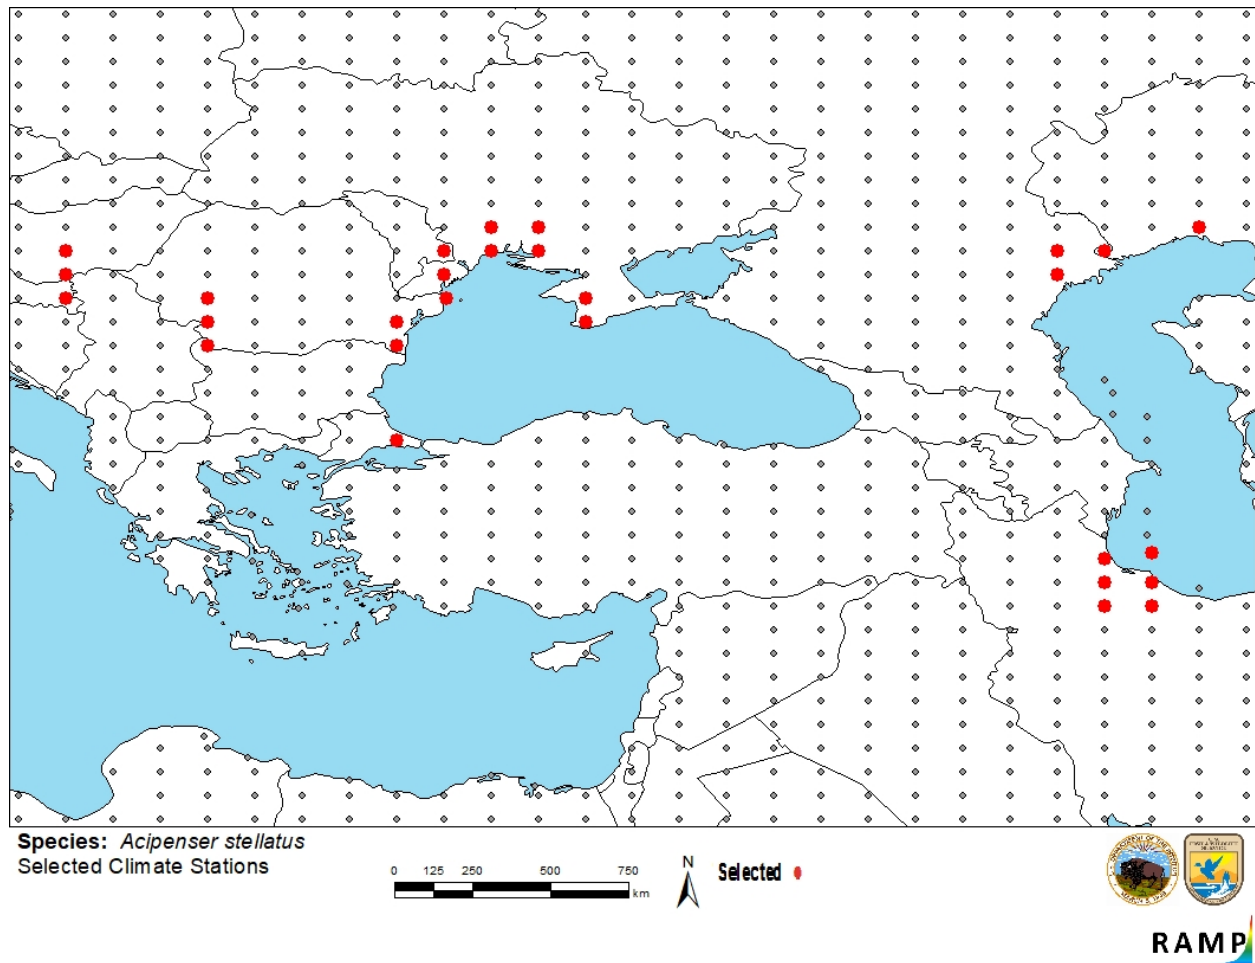 Species: Acipenser stellatus
Selected Climate Stations
0 125 250 500 750
km
N
Selected
RAMP